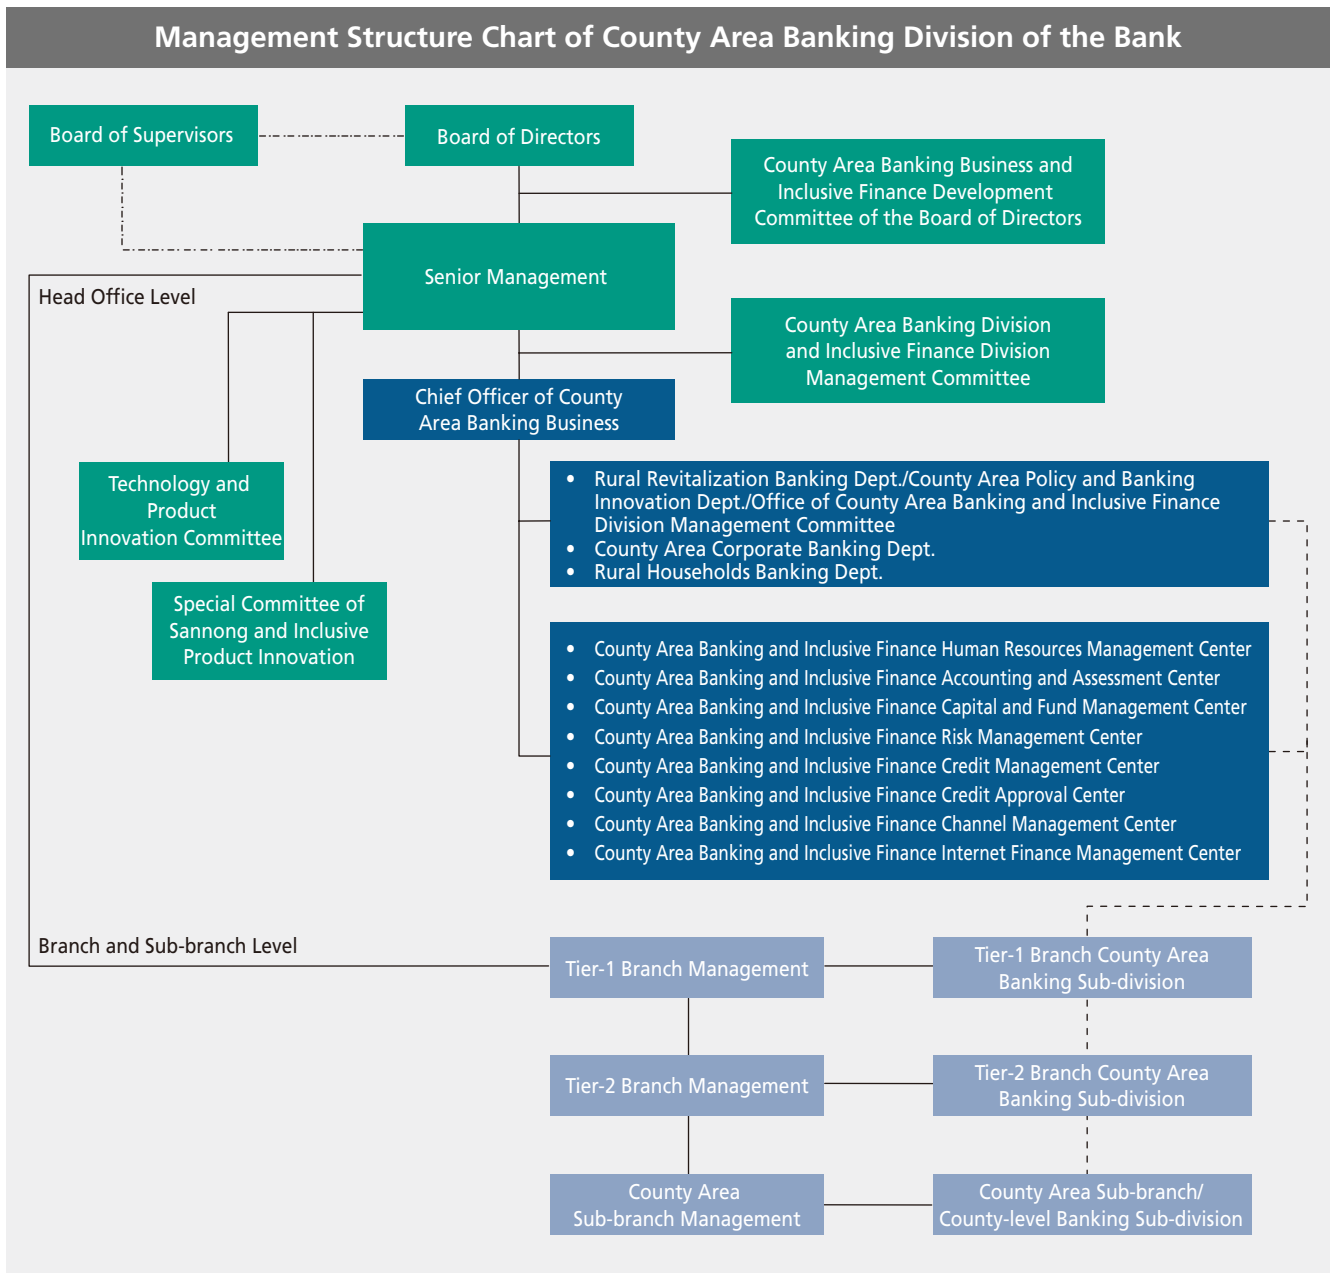 Management Structure Chart of County Area Banking Division of the Bank
Board of Supervisors
Board of Directors
County Area Banking Business and
Inclusive Finance Development
Committee of the Board of Directors
Senior Management
Head Office Level
County Area Banking Division
and Inclusive Finance Division
Management Committee
Chief Officer of County
Area Banking Business
Technology and
Product
Innovation Committee
• Rural Revitalization Banking Dept./County Area Policy and Banking
Innovation Dept./Office of County Area Banking and Inclusive Finance
Division Management Committee
• County Area Corporate Banking Dept.
• Rural Households Banking Dept.
Special Committee of
Sannong and Inclusive
Product Innovation
• County Area Banking and Inclusive Finance Human Resources Management Center
• County Area Banking and Inclusive Finance Accounting and Assessment Center
• County Area Banking and Inclusive Finance Capital and Fund Management Center
• County Area Banking and Inclusive Finance Risk Management Center
• County Area Banking and Inclusive Finance Credit Management Center
• County Area Banking and Inclusive Finance Credit Approval Center
• County Area Banking and Inclusive Finance Channel Management Center
• County Area Banking and Inclusive Finance Internet Finance Management Center
Branch and Sub-branch Level
Tier-1 Branch Management
Tier-1 Branch County Area
Banking Sub-division
Tier-2 Branch Management
Tier-2 Branch County Area
Banking Sub-division
County Area
Sub-branch Management
County Area Sub-branch/
County-level Banking Sub-division